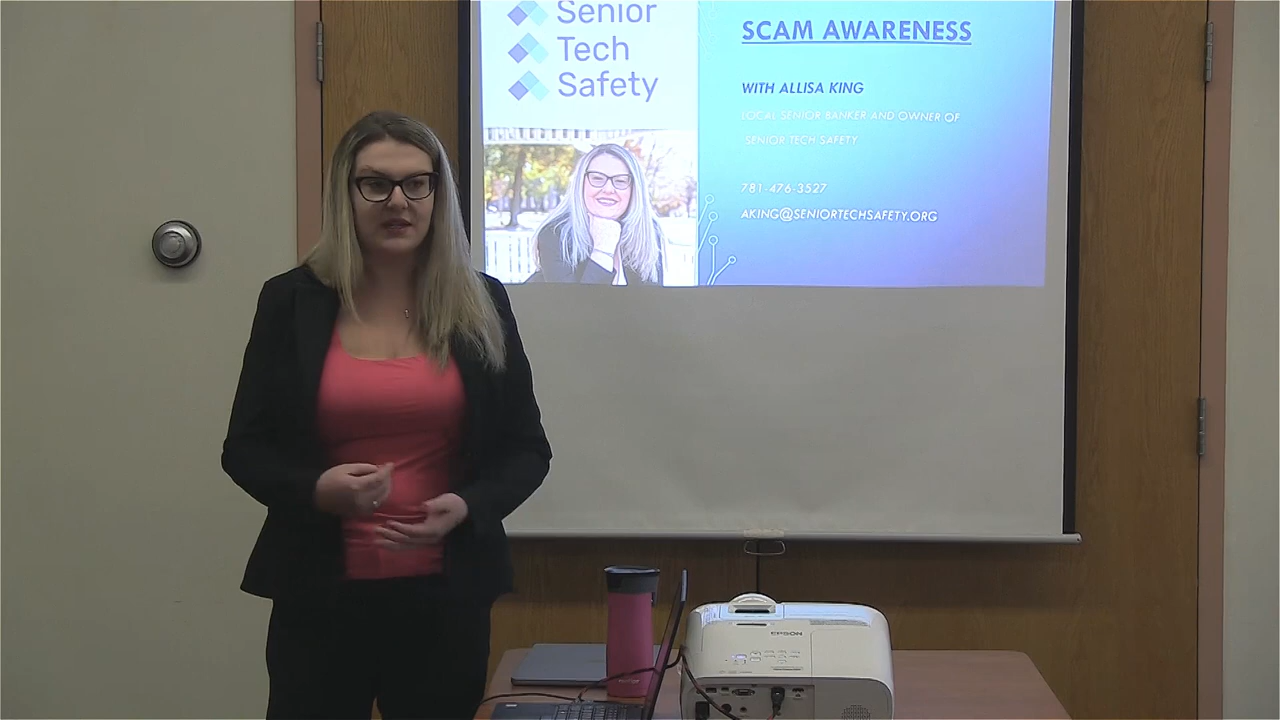 Senior
Tech
Safety
SCAM AWARENESS
WITH ALLISA KING
LOCAL SENIOR BANKER AND OWNER OF
SENIOR TECH SAFETY
781-476-3527
AKING@SENIORTECHSAFETY.ORG
EPSON